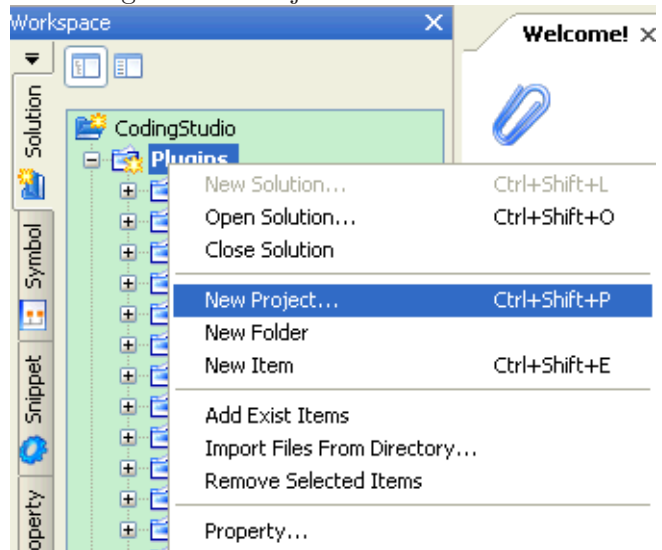 Workspace
Welcome!
Solution
CodingStudio
Plugins
New Solution... Ctrl+Shift+L
Open Solution... Ctrl+Shift+O
Close Solution
Symbol
New Project... Ctrl+Shift+P
New Folder
New Item Ctrl+Shift+E
Snippet
Add Exist Items
Import Files From Directory...
Remove Selected Items
operty
Property...